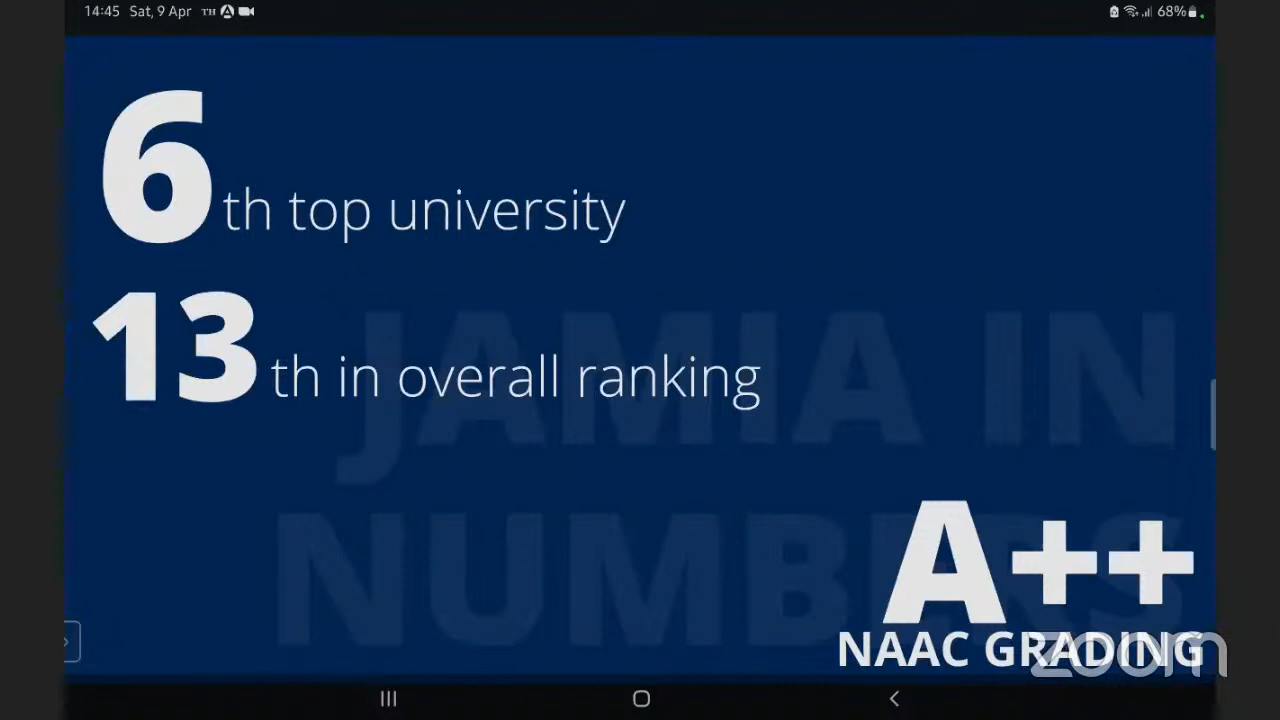 14:45 Sat, 9 Apr TH
68%
6th top university
13th in overall ranking
JAMIA IN
NUMBERS
A++
NAAC GRADING
zoom